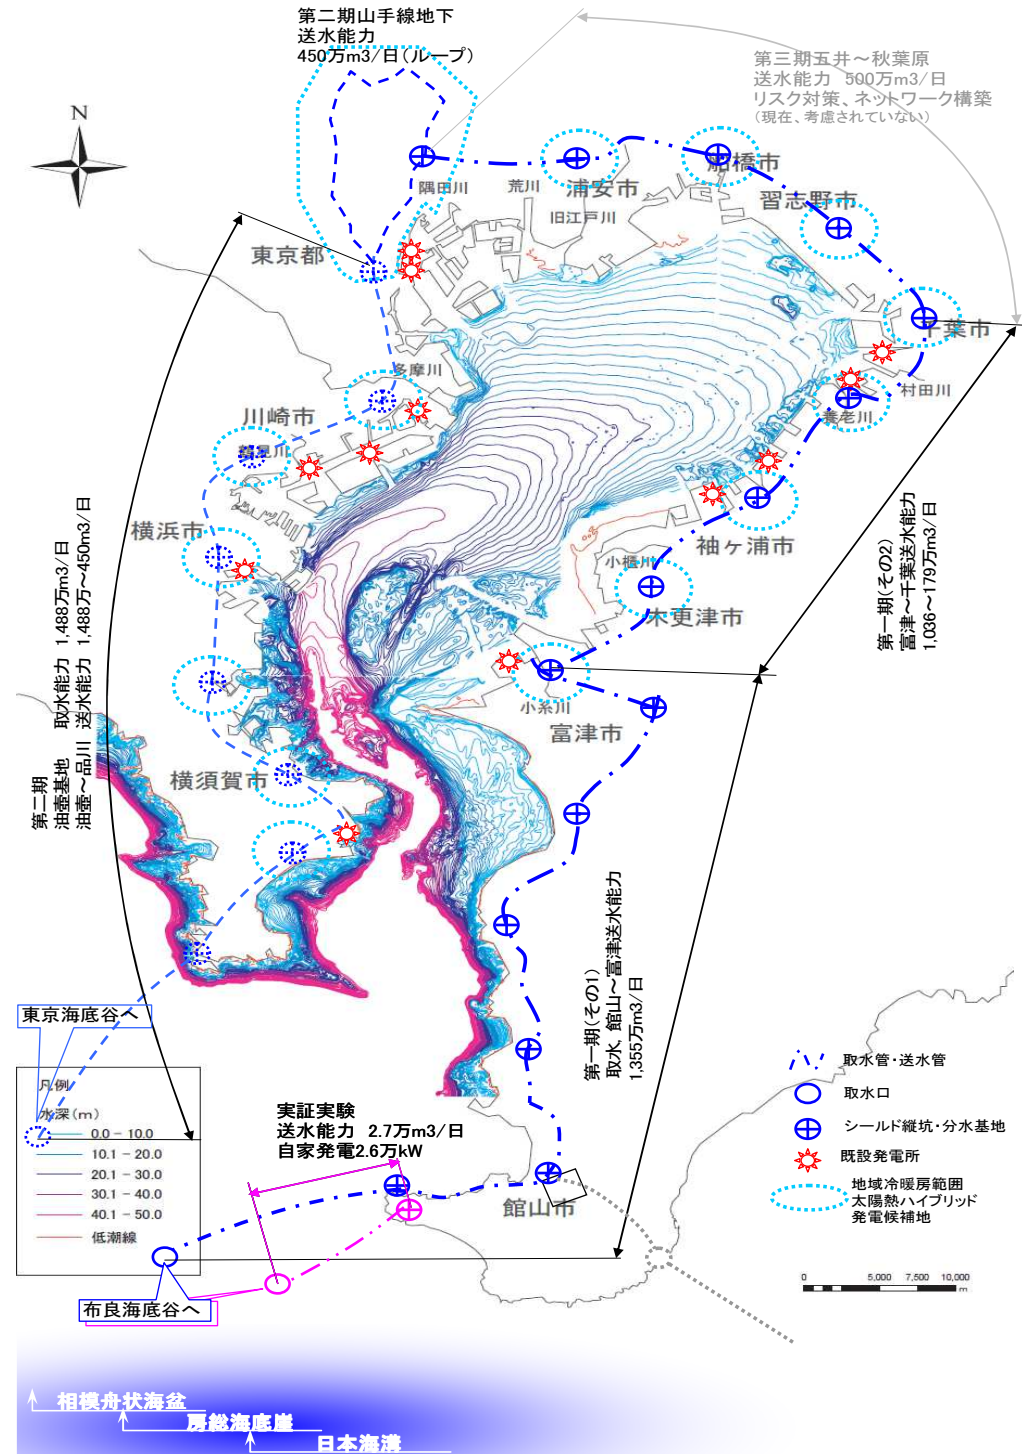 第二期山手線地下
送水能力
450万m3/日(ループ)
第三期五井～秋葉原
送水能力 500万m3/日
リスク対策、ネットワーク構築
(現在、考慮されていない)
N
隅田川
荒川
浦安市
船橋市
旧江戸川
習志野市
東京都
千葉市
多摩川
村田川
川崎市
養老川
鶴見川
横浜市
袖ヶ浦市
小櫃川
木更津市
第一期(その2)
富津～千葉送水能力
1,036～179万m3/日
小糸川
富津市
横須賀市
第二期
油壺基地 取水能力 1,488万m3/日
油壺～品川 送水能力 1,488万～450m3/日
第一期(その1)
取水, 館山～富津送水能力
1,355万m3/日
東京海底谷へ
凡例
水深(m)
0.0 - 10.0
10.1 - 20.0
20.1 - 30.0
30.1 - 40.0
40.1 - 50.0
低潮線
実証実験
送水能力 2.7万m3/日
自家発電2.6万kW
館山市
布良海底谷へ
取水管・送水管
取水口
シールド縦坑・分水基地
既設発電所
地域冷暖房範囲
太陽熱ハイブリッド
発電候補地
0 5,000 7,500 10,000
m
相模舟状海盆
房総海底崖
日本海溝